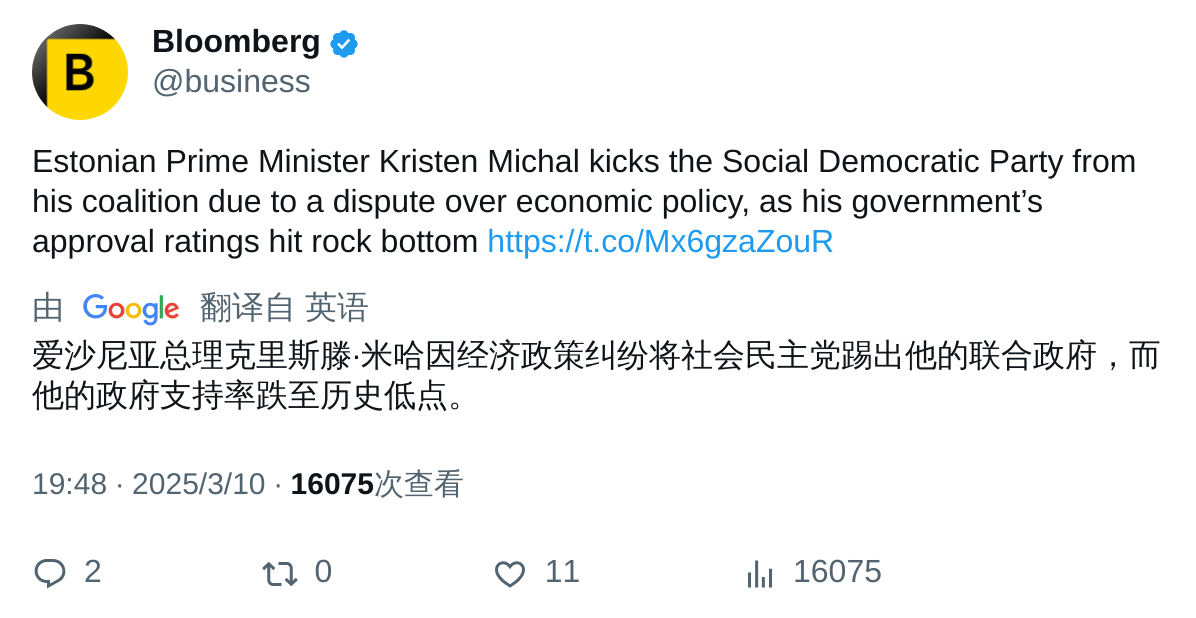 B
Bloomberg
@business
Estonian Prime Minister Kristen Michal kicks the Social Democratic Party from
his coalition due to a dispute over economic policy, as his government’s
approval ratings hit rock bottom https://t.co/Mx6gzaZouR
由 Google 翻译自 英语
爱沙尼亚总理克里斯滕·米哈因经济政策纠纷将社会民主党踢出他的联合政府，而
他的政府支持率跌至历史低点。
19:48 · 2025/3/10 · 16075次查看
2 0 11 16075